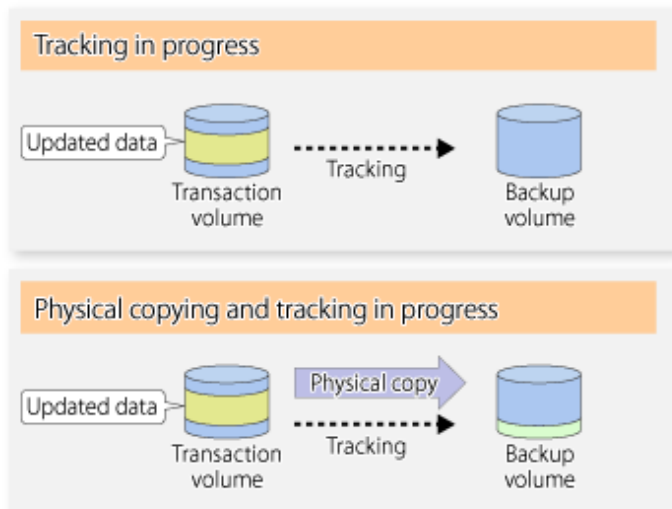 Tracking in progress
Updated data
Tracking
Transaction
volume
Backup
volume
Physical copying and tracking in progress
Physical copy
Updated data
Tracking
Transaction
volume
Backup
volume